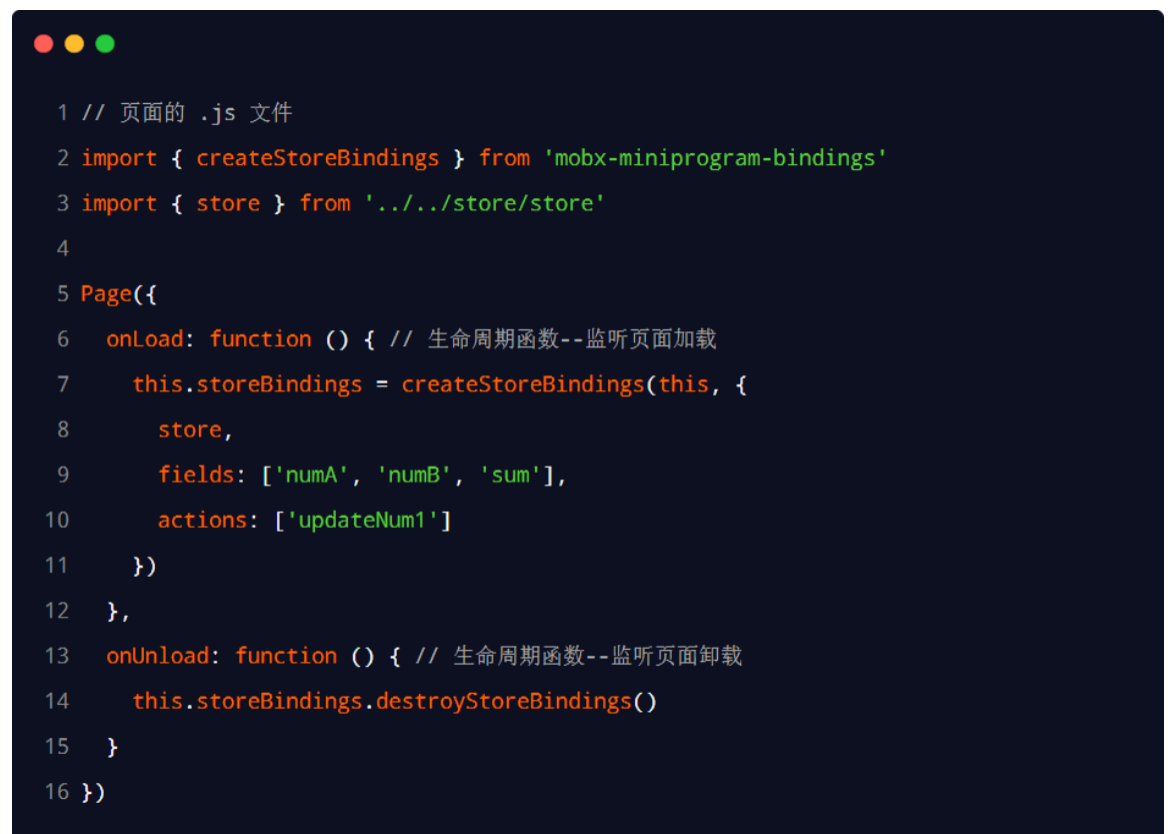 1 // 页面的 .js 文件
2 import { createStoreBindings } from 'mobx-miniprogram-bindings'
3 import { store } from '../../store/store'
4
5 Page({
6   onLoad: function () { // 生命周期函数--监听页面加载
7     this.storeBindings = createStoreBindings(this, {
8       store,
9       fields: ['numA', 'numB', 'sum'],
10       actions: ['updateNum1']
11     })
12   },
13   onUnload: function () { // 生命周期函数--监听页面卸载
14     this.storeBindings.destroyStoreBindings()
15   }
16 })